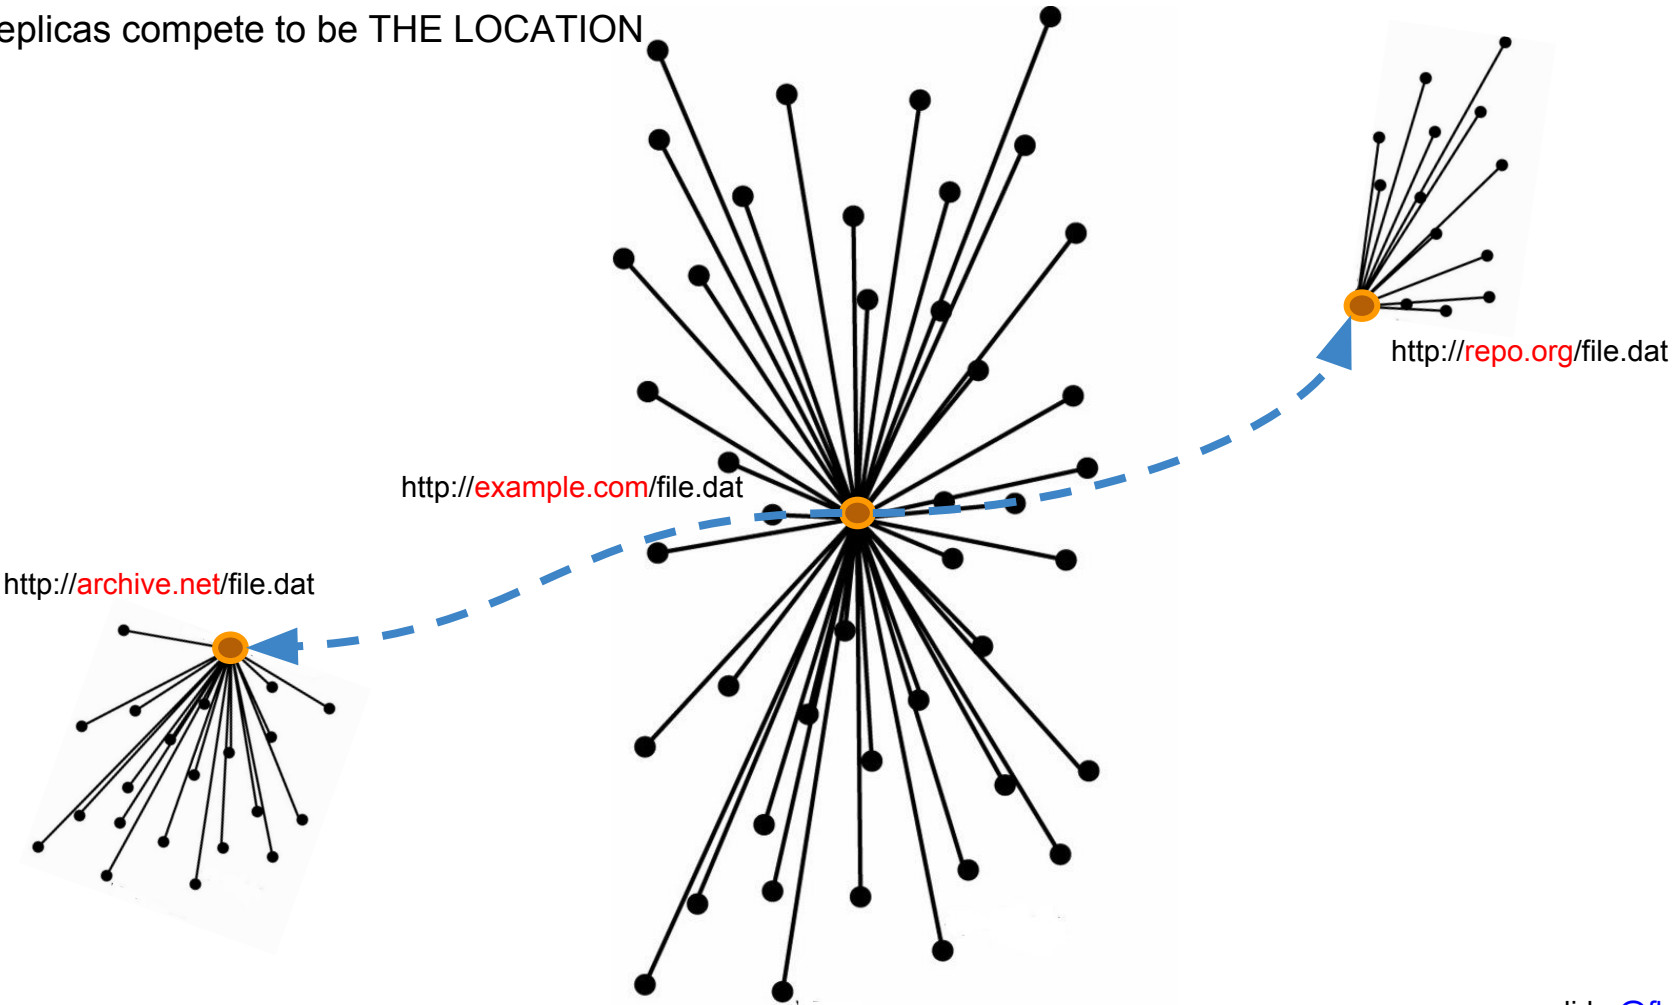 eplicas compete to be THE LOCATION
http://repo.org/file.dat
http://example.com/file.dat
http://archive.net/file.dat